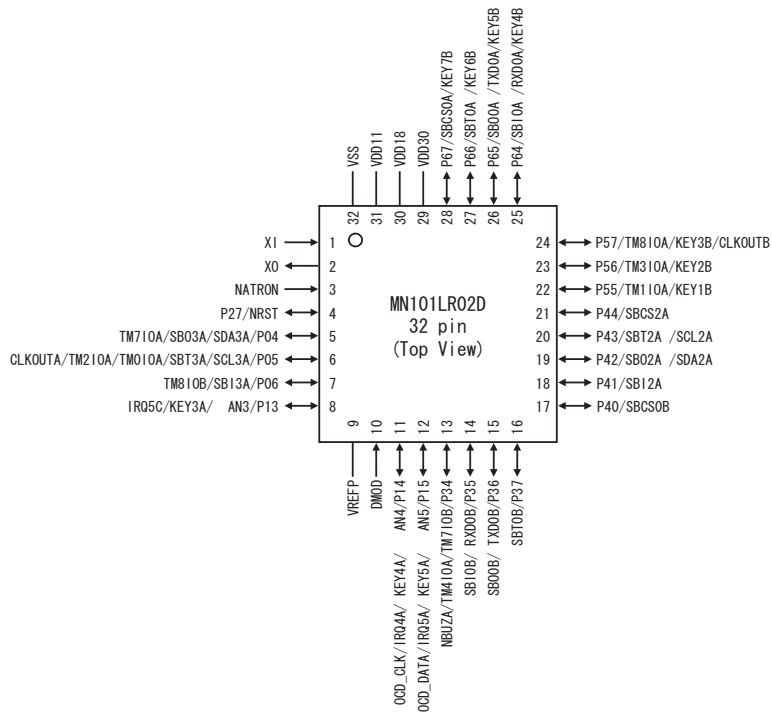 VSS
VDD11
VDD18
VDD30
P67/SBCS0A/KEY7B
P66/SBT0A /KEY6B
P65/SBO0A /TXD0A/KEY5B
P64/SBI0A /RXD0A/KEY4B
32
31
30
29
28
27
26
25
XI
1
XO
2
NATRON
3
P27/NRST
4
TM7IOA/SBO3A/SDA3A/P04
5
CLKOUTA/TM2IOA/TM0IOA/SBT3A/SCL3A/P05
6
TM8IOB/SBI3A/P06
7
IRQ5C/KEY3A/ AN3/P13
8
MN101LR02D
32 pin
(Top View)
24
P57/TM8IOA/KEY3B/CLKOUTB
23
P56/TM3IOA/KEY2B
22
P55/TM1IOA/KEY1B
21
P44/SBCS2A
20
P43/SBT2A /SCL2A
19
P42/SBO2A /SDA2A
18
P41/SBI2A
17
P40/SBCS0B
9
10
11
12
13
14
15
16
VREFP
DMOD
OCD_CLK/IRQ4A/ KEY4A/ AN4/P14
OCD_DATA/IRQ5A/ KEY5A/ AN5/P15
NBUZA/TM4IOA/TM7IOB/P34
SBI0B/ RXD0B/P35
SBO0B/ TXD0B/P36
SBT0B/P37